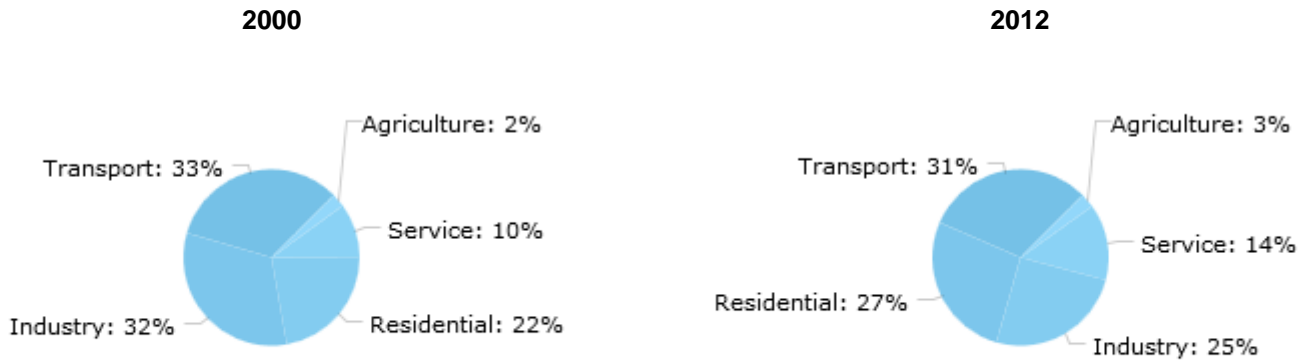 2000
2012
Agriculture: 2%
Transport: 33%
Service: 10%
Industry: 32%
Residential: 22%
Agriculture: 3%
Transport: 31%
Service: 14%
Residential: 27%
Industry: 25%